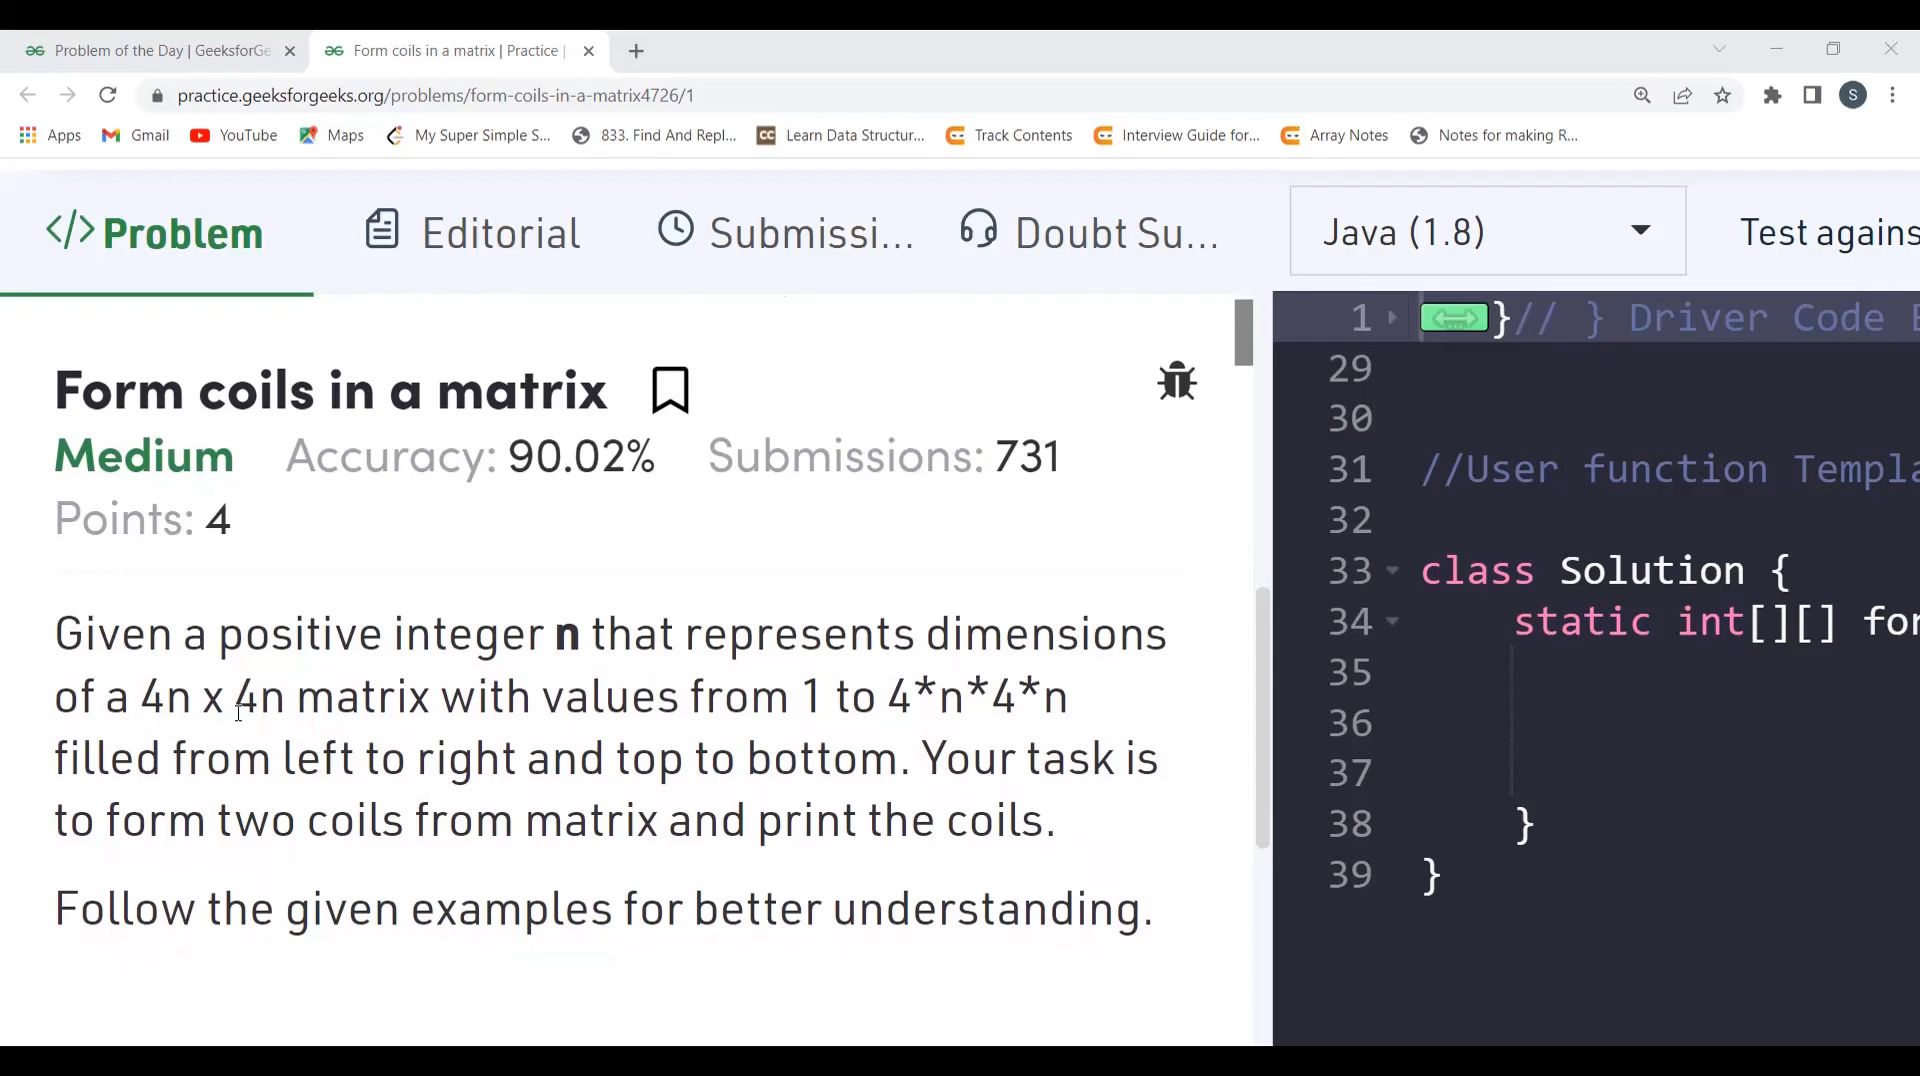 Problem of the Day | GeeksforGe
Form coils in a matrix | Practice |
practice.geeksforgeeks.org/problems/form-coils-in-a-matrix4726/1
S
Apps Gmail YouTube Maps My Super Simple S... 833. Find And Repl... CC Learn Data Structur... Track Contents Interview Guide for... Array Notes Notes for making R...
</> Problem Editorial Submissi... Doubt Su... Java (1.8) Test agains
Form coils in a matrix
Medium Accuracy: 90.02% Submissions: 731
Points: 4
Given a positive integer n that represents dimensions
of a 4n x 4n matrix with values from 1 to 4*n*4*n
filled from left to right and top to bottom. Your task is
to form two coils from matrix and print the coils.
Follow the given examples for better understanding.
1 }// } Driver Code E
29
30
31 //User function Templa
32
33 class Solution {
34 static int[][] for
35
36
37
38 }
39 }